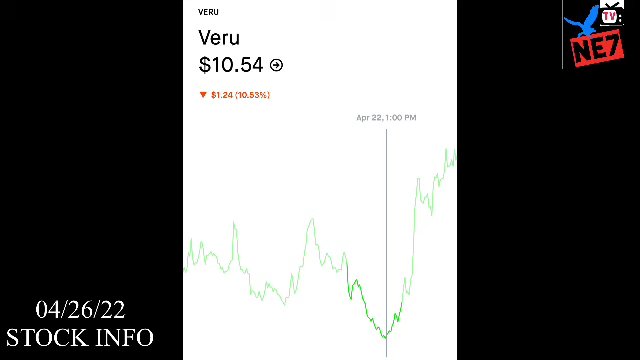 VERU
Veru
$10.54
▼ $1.24 (10.53%)
Apr 22, 1:00 PM
TV
NE7
04/26/22
STOCK INFO